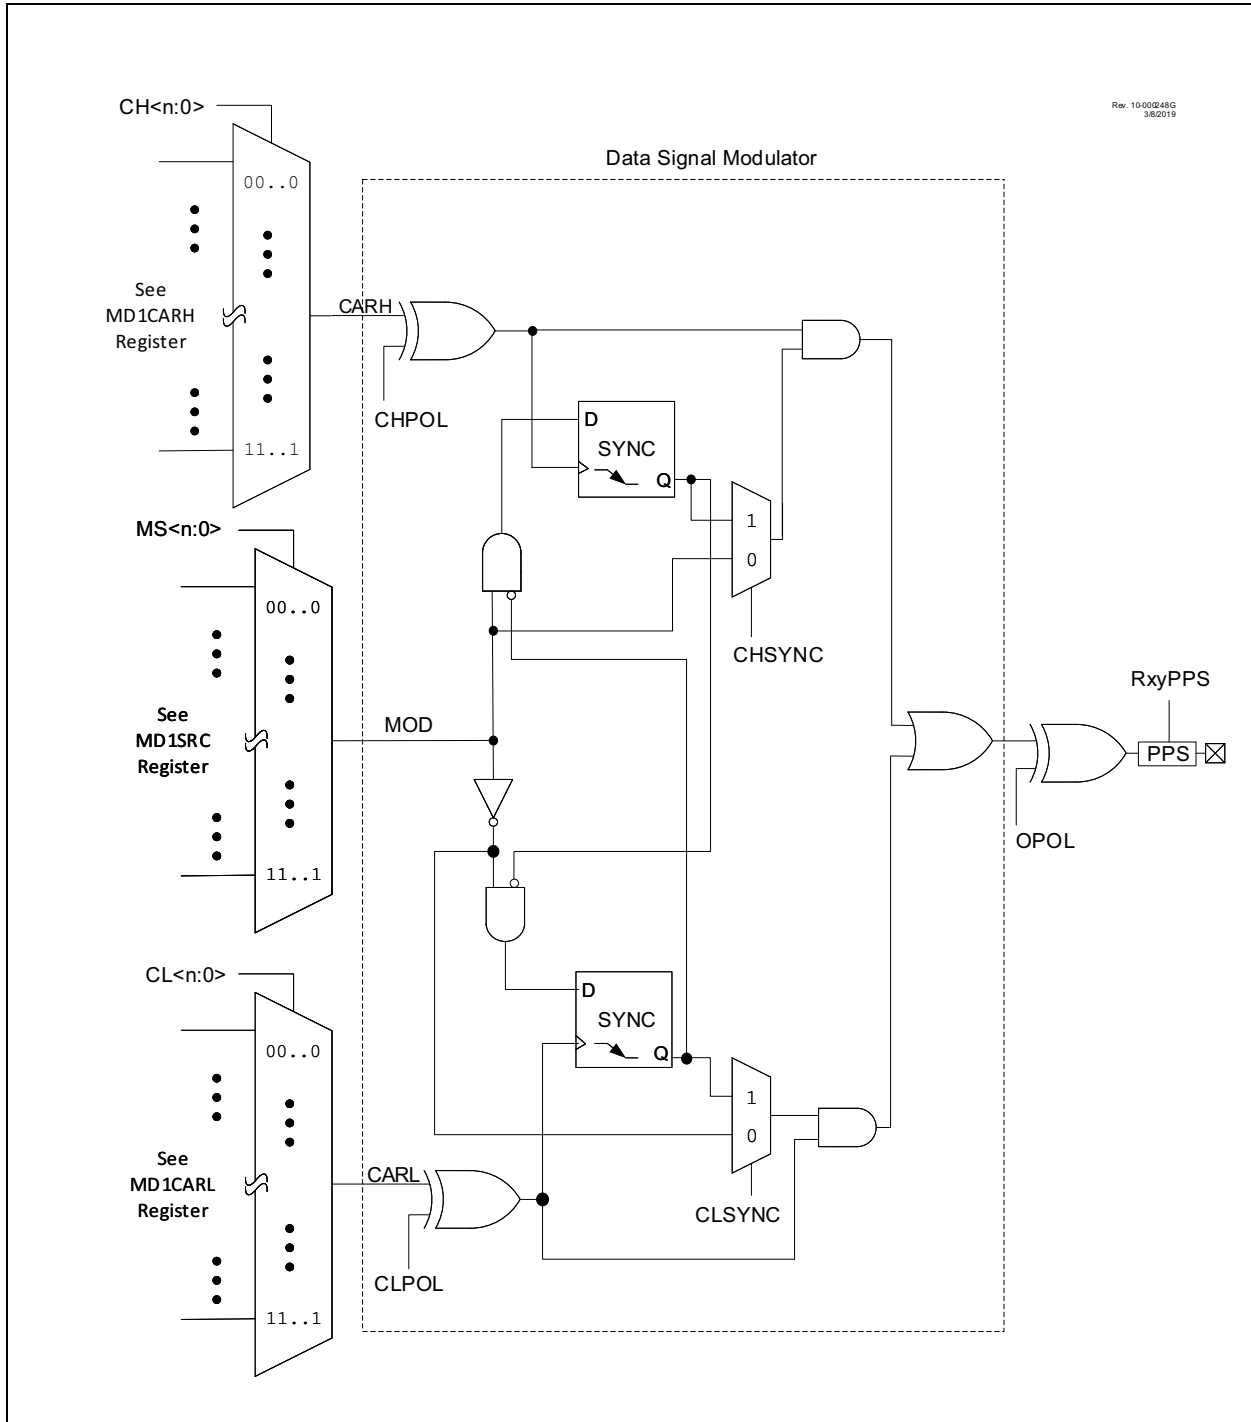 CH<n:0>
Rev. 10-000248G
3/8/2019
Data Signal Modulator
00..0
See
MD1CARH
Register
CARH
CHPOL
D
SYNC
Q
11..1
1
0
CHSYNC
MS<n:0>
00..0
See
MD1SRC
Register
MOD
11..1
RxyPPS
PPS
OPOL
CL<n:0>
00..0
D
SYNC
Q
1
0
CLSYNC
See
MD1CARL
Register
CARL
CLPOL
11..1